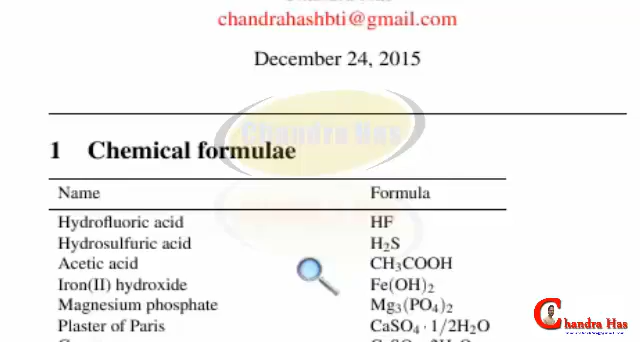 chandrahashbti@gmail.com
December 24, 2015
Chandra Has
1 Chemical formulae
Name Formula
Hydrofluoric acid HF
Hydrosulfuric acid H₂S
Acetic acid CH₃COOH
Iron(II) hydroxide Fe(OH)₂
Magnesium phosphate Mg₃(PO₄)₂
Plaster of Paris CaSO₄ · 1/2H₂O
Chandra Has